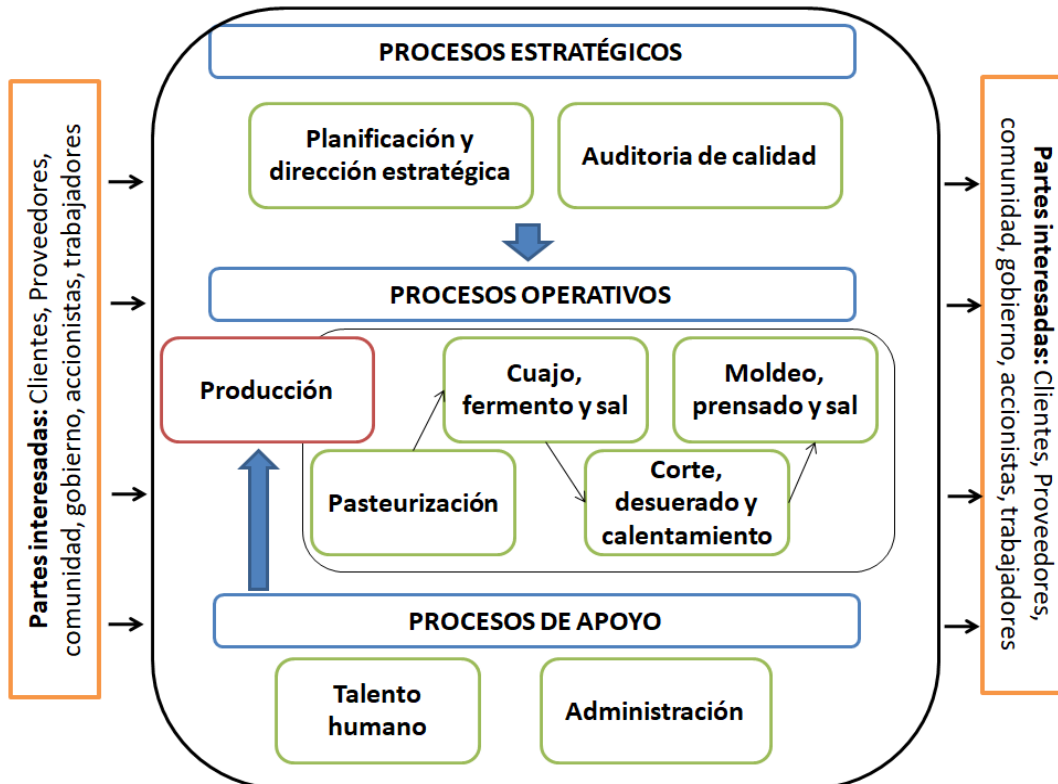 PROCESOS ESTRATÉGICOS
Partes interesadas: Clientes, Proveedores,
comunidad, gobierno, accionistas, trabajadores
Planificación y
dirección estratégica
Auditoria de calidad
PROCESOS OPERATIVOS
Producción
Pasteurización
Cuajo,
fermento y sal
Corte,
desuerado y
calentamiento
Moldeo,
prensado y sal
PROCESOS DE APOYO
Talento
humano
Administración
Partes interesadas: Clientes, Proveedores,
comunidad, gobierno, accionistas, trabajadores